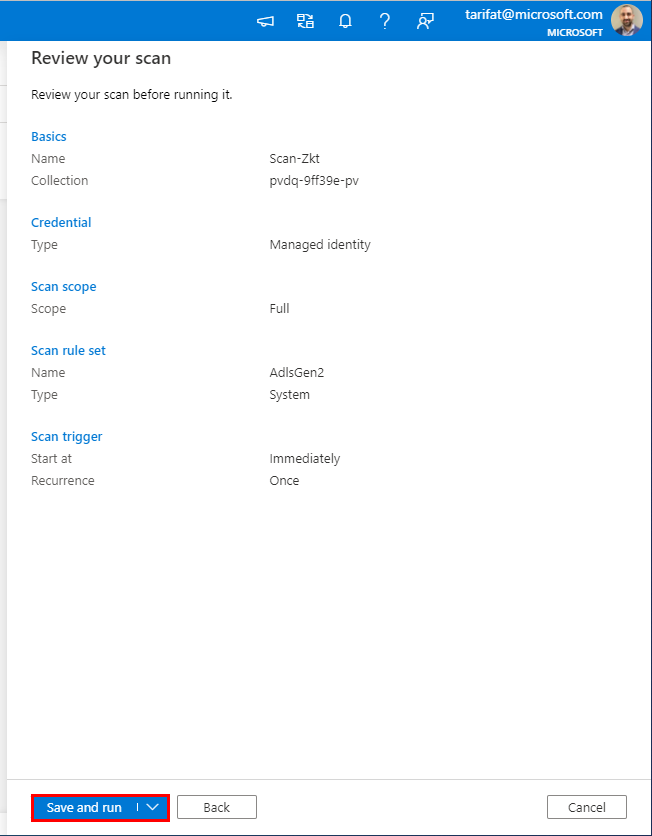 tarifat@microsoft.com
MICROSOFT
Review your scan
Review your scan before running it.
Basics
Name Scan-Zkt
Collection pvdq-9ff39e-pv
Credential
Type Managed identity
Scan scope
Scope Full
Scan rule set
Name AdlsGen2
Type System
Scan trigger
Start at Immediately
Recurrence Once
Save and run Back Cancel